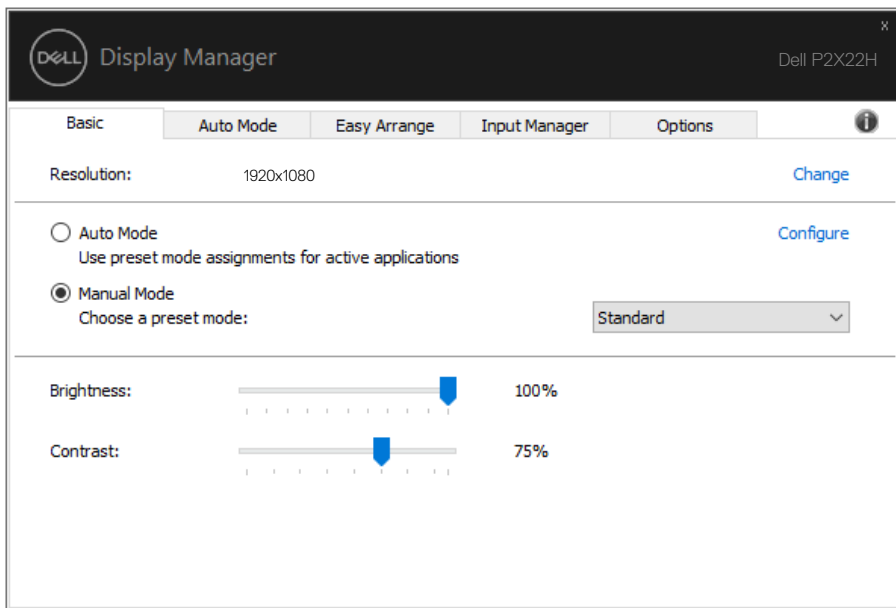 x
DELL Display Manager
Dell P2X22H
Basic Auto Mode Easy Arrange Input Manager Options
Resolution: 1920x1080 Change
Auto Mode Configure
Use preset mode assignments for active applications
Manual Mode
Choose a preset mode: Standard
Brightness: 100%
Contrast: 75%